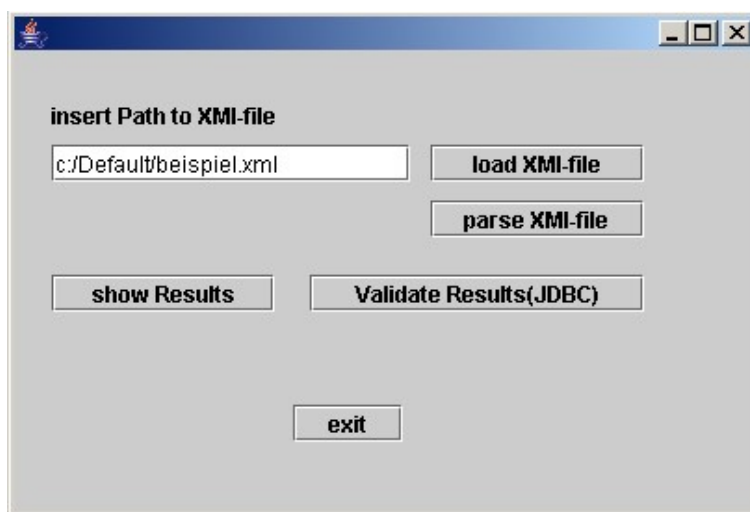 insert Path to XMI-file
c:/Default/beispiel.xml
load XMI-file
parse XMI-file
show Results
Validate Results(JDBC)
exit